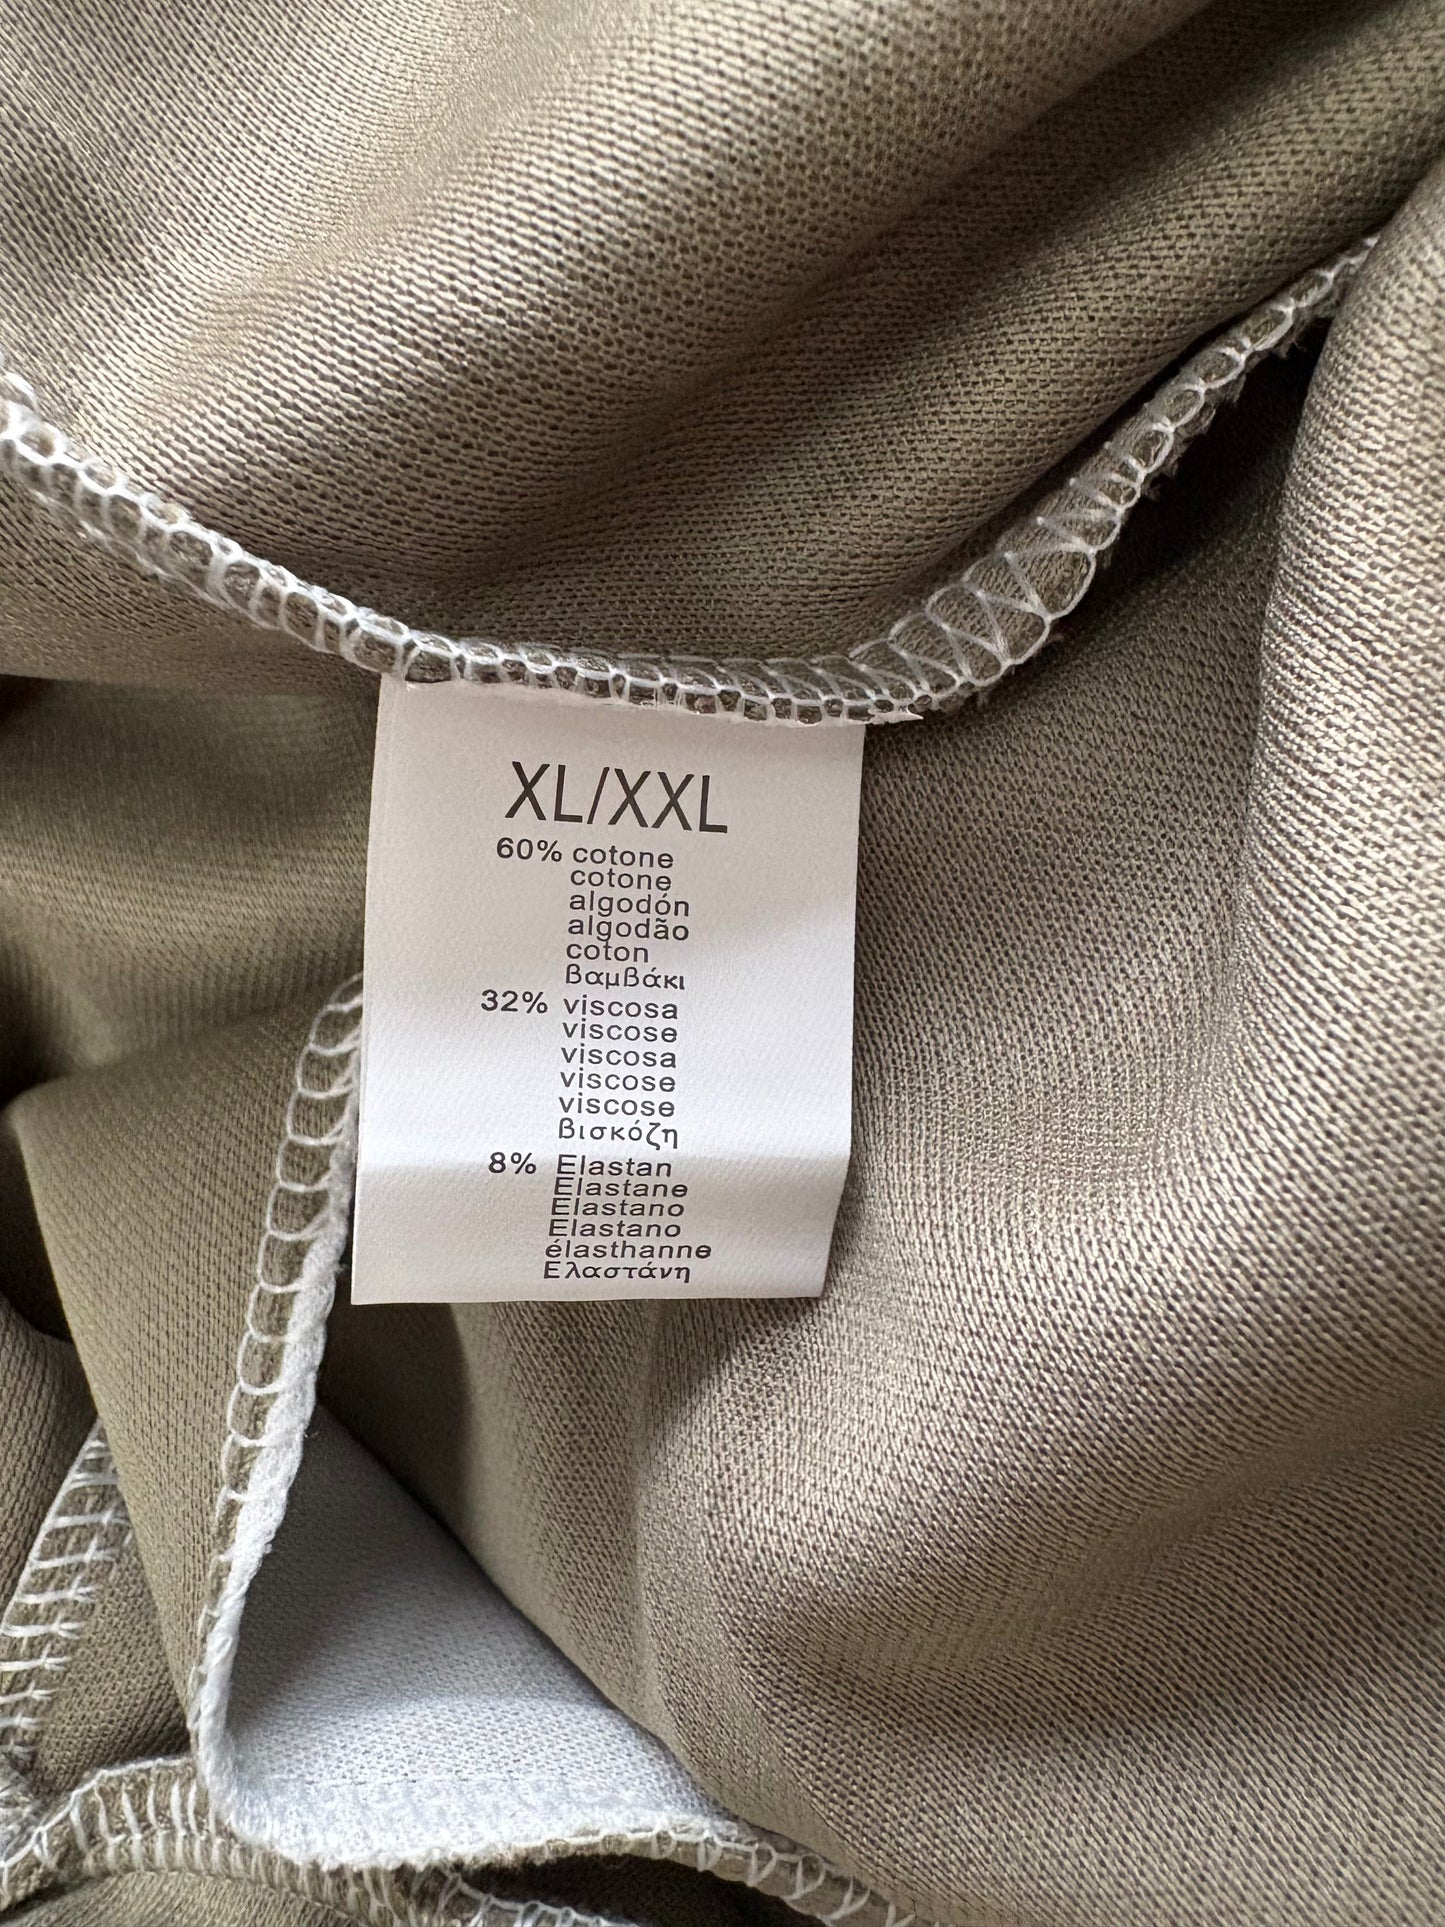 XL/XXL
60% cotone
cotone
algodón
algodão
coton
βαμβάκι
32% viscosa
viscose
viscosa
viscose
viscose
βισκόζη
8% Elastan
Elastane
Elastano
Elastano
élasthanne
Ελαστάνη